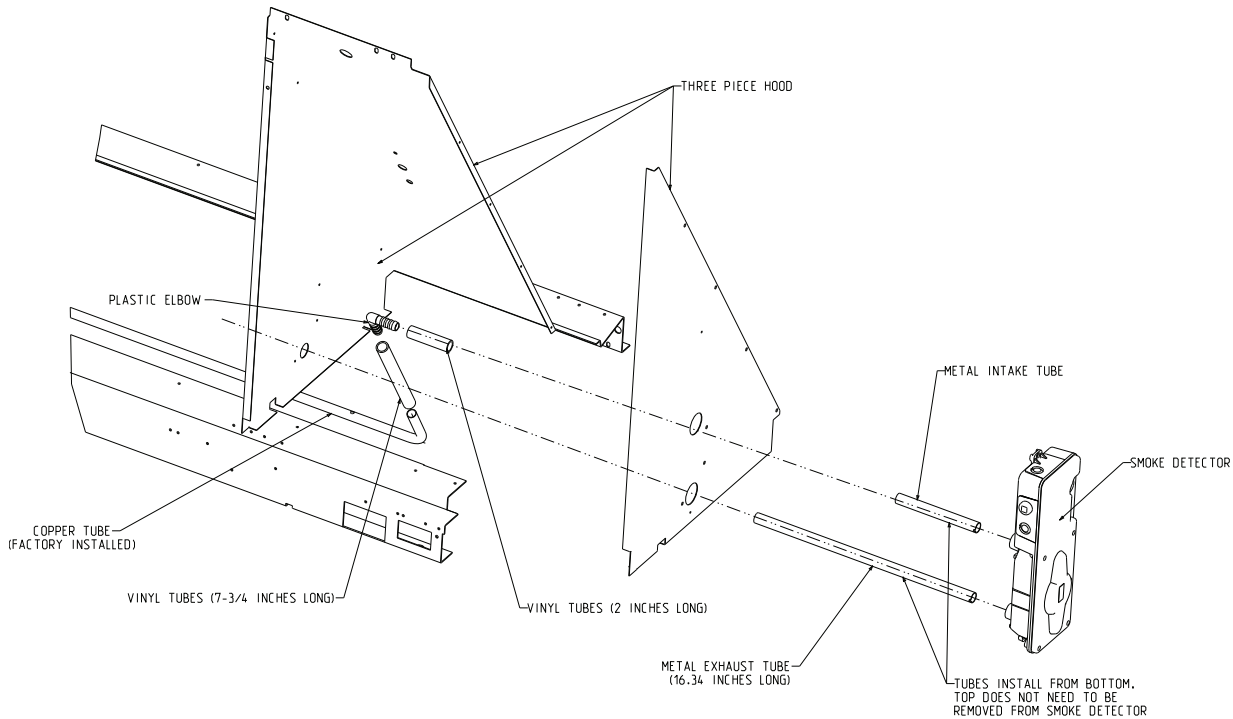 THREE PIECE HOOD
PLASTIC ELBOW
METAL INTAKE TUBE
SMOKE DETECTOR
COPPER TUBE
(FACTORY INSTALLED)
VINYL TUBES (7-3/4 INCHES LONG)
VINYL TUBES (2 INCHES LONG)
METAL EXHAUST TUBE
(16.34 INCHES LONG)
TUBES INSTALL FROM BOTTOM.
TOP DOES NOT NEED TO BE
REMOVED FROM SMOKE DETECTOR